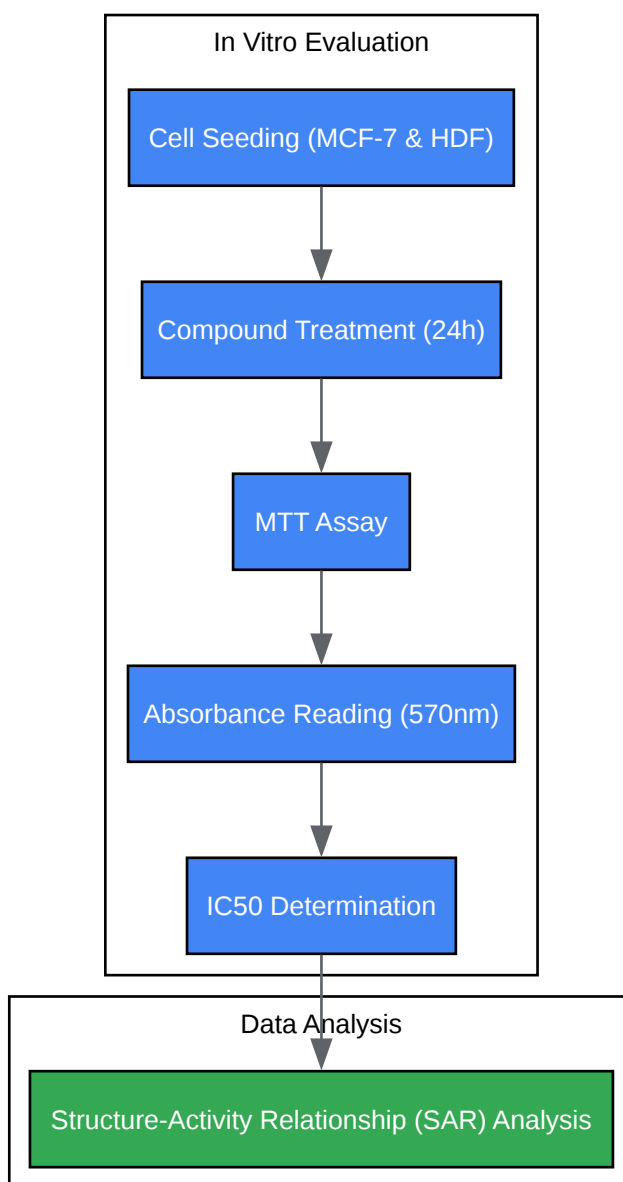 In Vitro Evaluation
Cell Seeding (MCF-7 & HDF)
Compound Treatment (24h)
MTT Assay
Absorbance Reading (570nm)
IC50 Determination
Data Analysis
Structure-Activity Relationship (SAR) Analysis